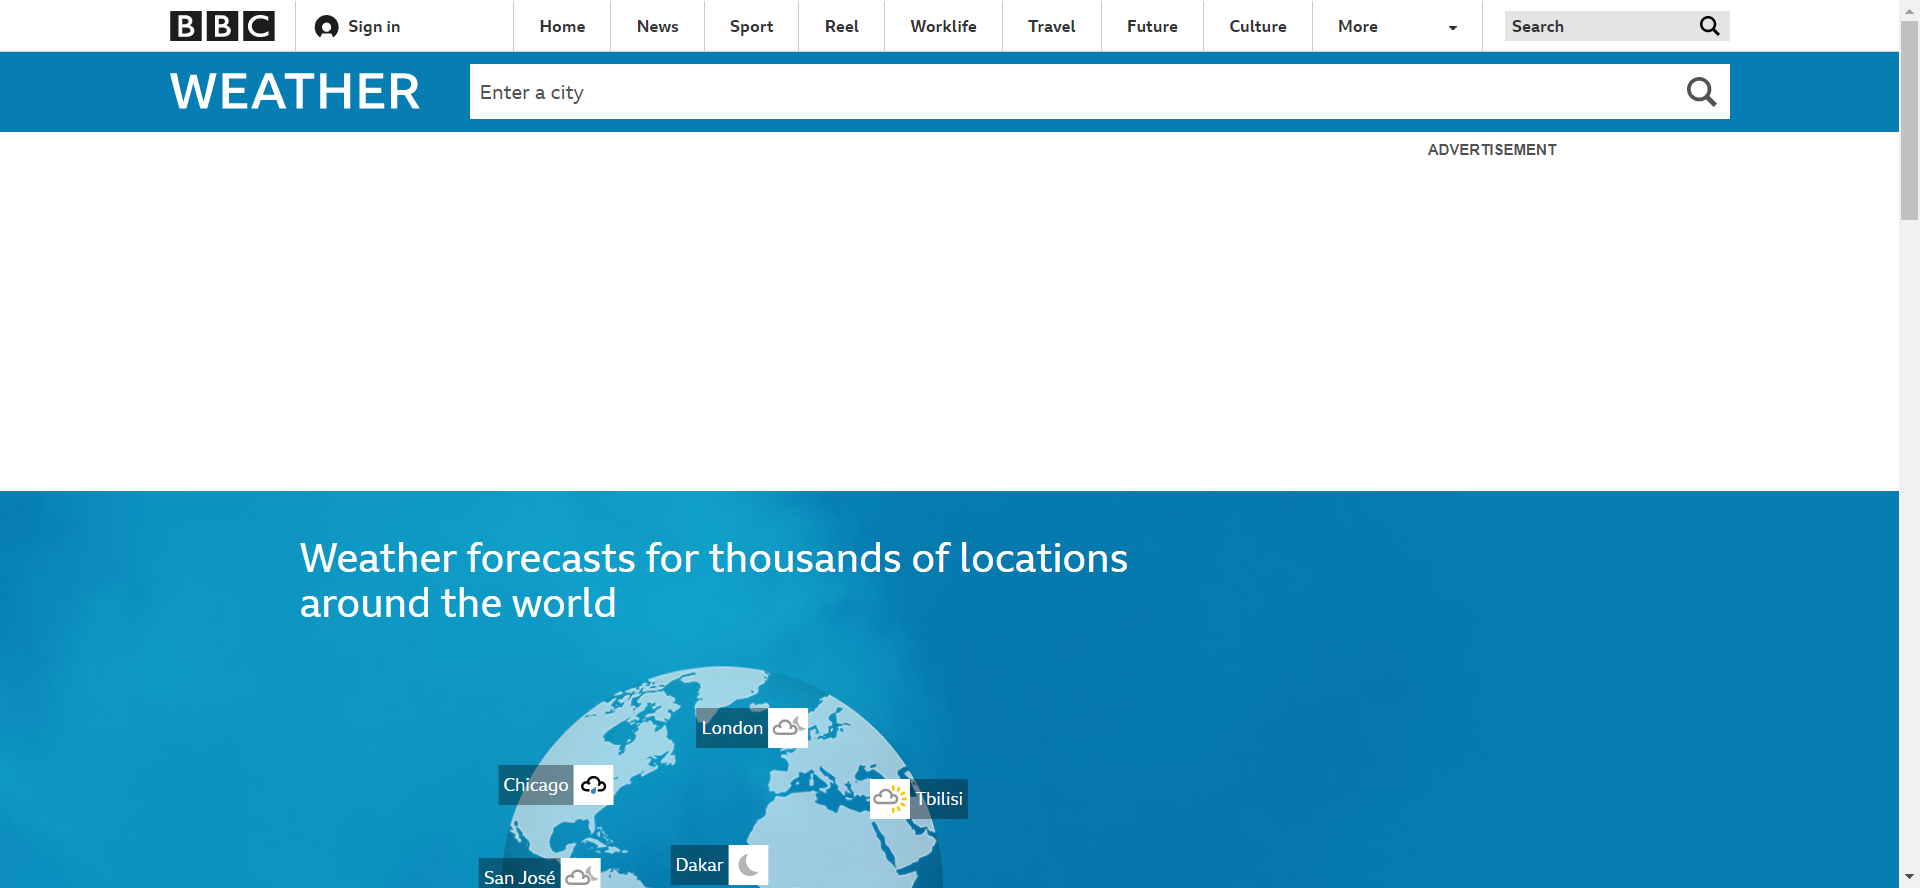 BBC
Sign in
Home
News
Sport
Reel
Worklife
Travel
Future
Culture
More
Search
WEATHER
Enter a city
ADVERTISEMENT
Weather forecasts for thousands of locations
around the world
London
Chicago
Tbilisi
Dakar
San José